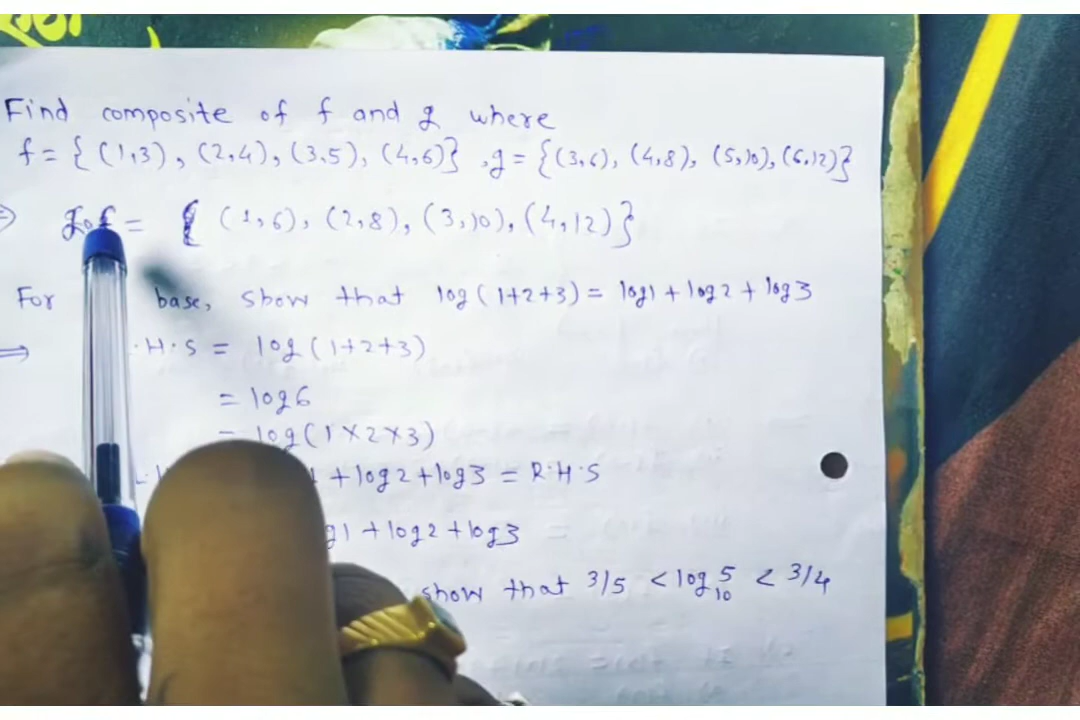 Find composite of f and g where
f = { (1,3), (2,4), (3,5), (4,6)} , g = {(3,6), (4,8), (5,10), (6,12)}
gof = { (1,6), (2,8), (3,10), (4,12)}
For base, show that log (1+2+3) = log1 + log2 + log3
⇒ .H.S = log (1+2+3)
= log6
= log(1×2×3)
+ log2 + log3 = R.H.S
g1 + log2 + log3
show that 3/5 < log₁₀ 5 < 3/4